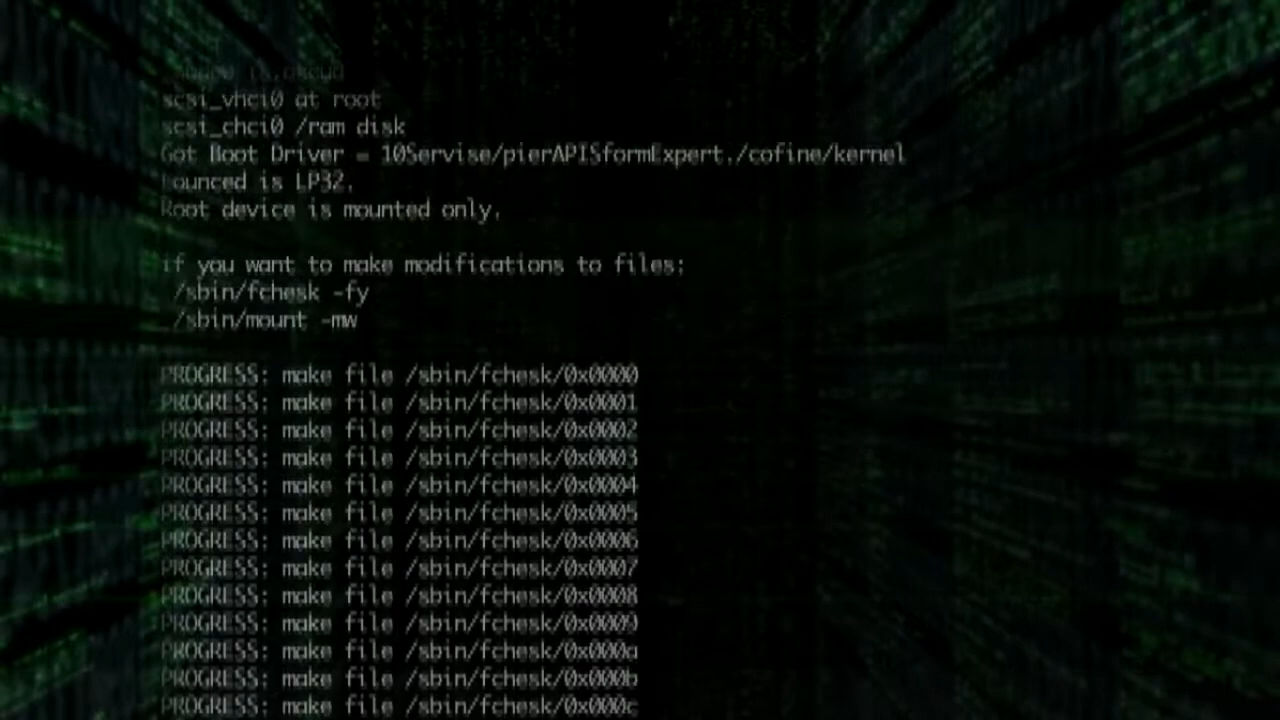 scsi_vhci0 at root
scsi_chci0 /ram disk
Got Boot Driver = 10Servise/pierAPISformExpert./cofine/kernel
bounced is LP32.
Root device is mounted only.
if you want to make modifications to files:
/sbin/fchesk -fy
/sbin/mount -mw
PROGRESS: make file /sbin/fchesk/0x0000
PROGRESS: make file /sbin/fchesk/0x0001
PROGRESS: make file /sbin/fchesk/0x0002
PROGRESS: make file /sbin/fchesk/0x0003
PROGRESS: make file /sbin/fchesk/0x0004
PROGRESS: make file /sbin/fchesk/0x0005
PROGRESS: make file /sbin/fchesk/0x0006
PROGRESS: make file /sbin/fchesk/0x0007
PROGRESS: make file /sbin/fchesk/0x0008
PROGRESS: make file /sbin/fchesk/0x0009
PROGRESS: make file /sbin/fchesk/0x000a
PROGRESS: make file /sbin/fchesk/0x000b
PROGRESS: make file /sbin/fchesk/0x000c